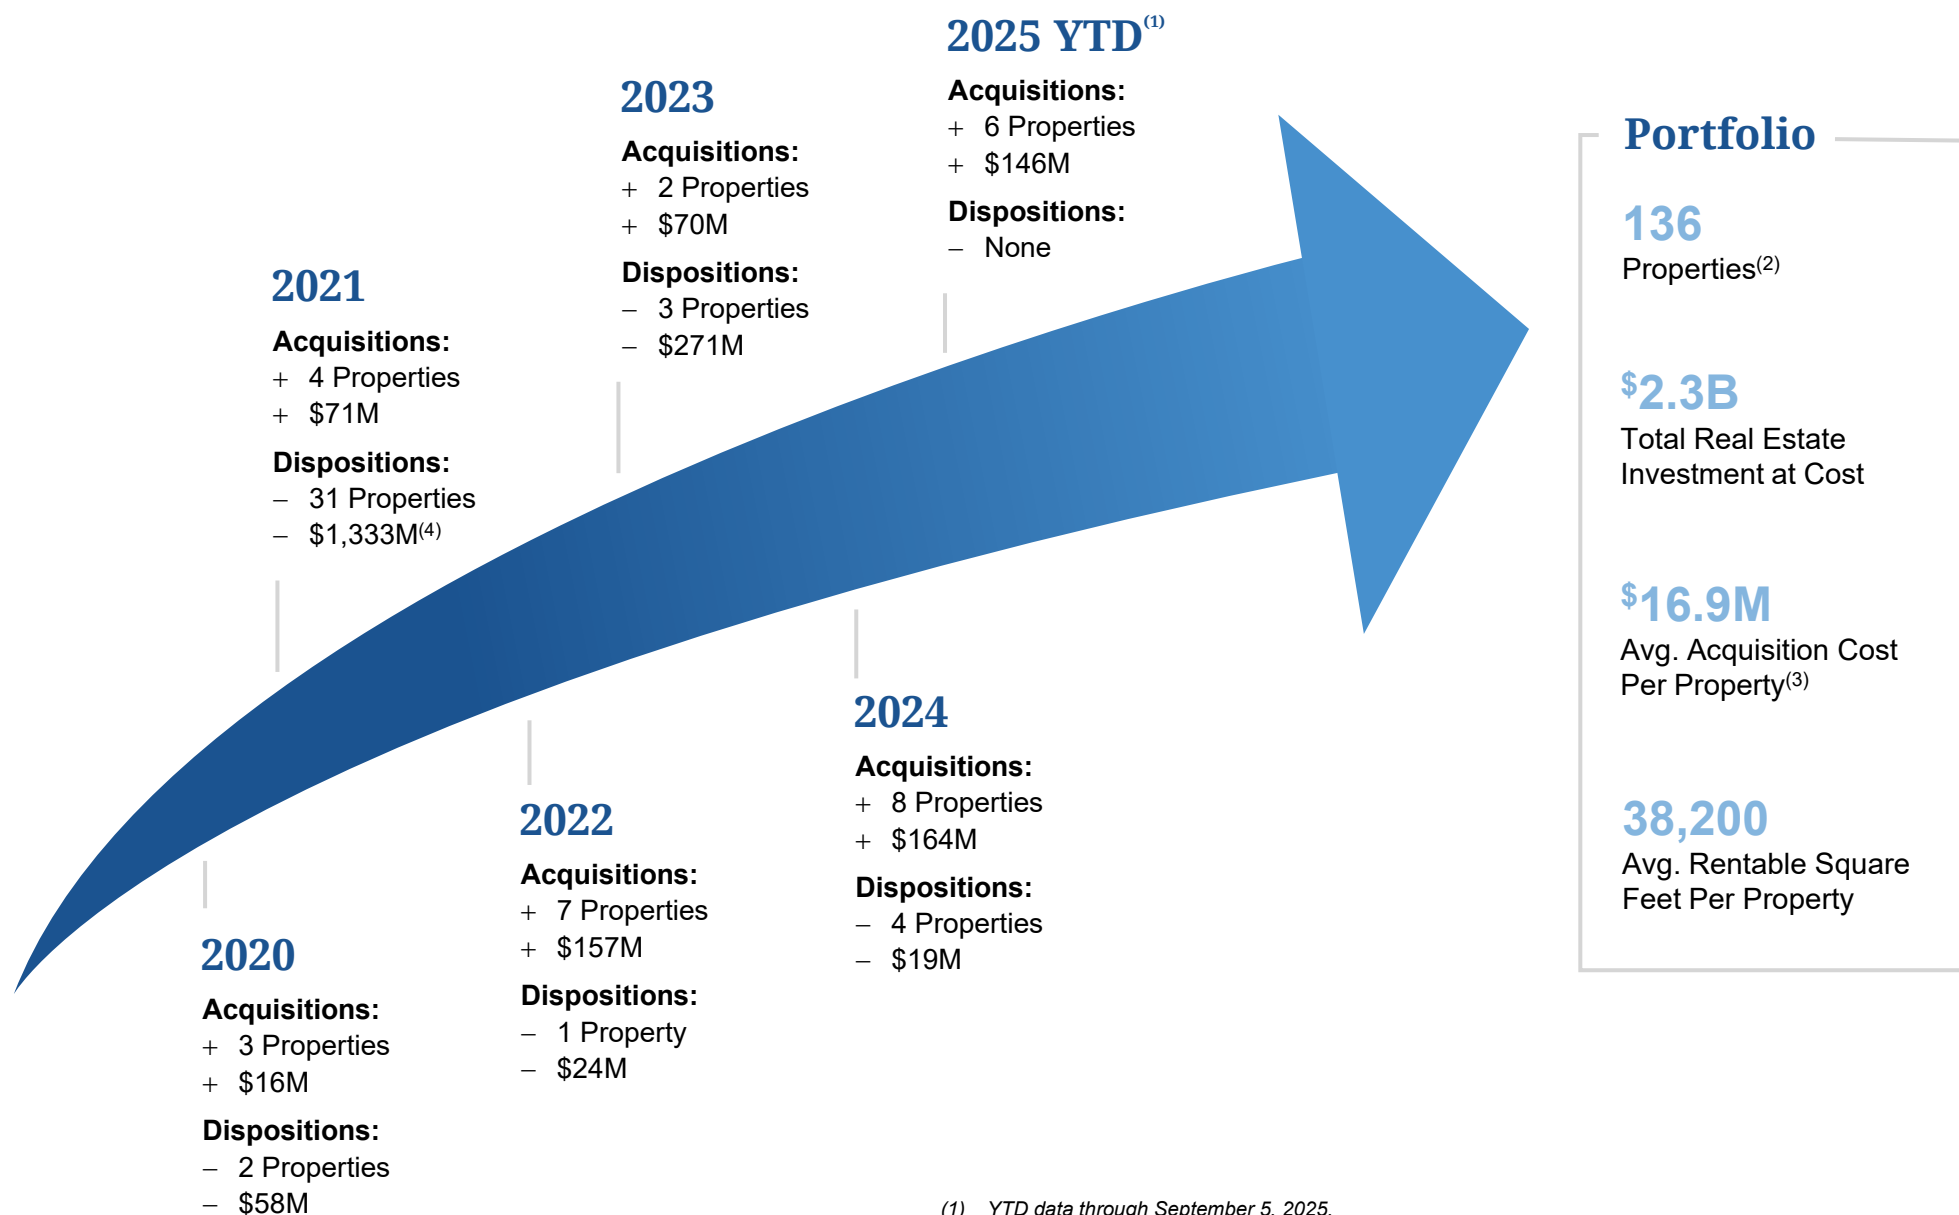 2025 YTD(1)
Acquisitions:
+ 6 Properties
+ $146M
Dispositions:
– None
2023
Acquisitions:
+ 2 Properties
+ $70M
Dispositions:
– 3 Properties
– $271M
2021
Acquisitions:
+ 4 Properties
+ $71M
Dispositions:
– 31 Properties
– $1,333M(4)
2024
Acquisitions:
+ 8 Properties
+ $164M
Dispositions:
– 4 Properties
– $19M
2022
Acquisitions:
+ 7 Properties
+ $157M
Dispositions:
– 1 Property
– $24M
2020
Acquisitions:
+ 3 Properties
+ $16M
Dispositions:
– 2 Properties
– $58M
Portfolio
136
Properties(2)
$2.3B
Total Real Estate
Investment at Cost
$16.9M
Avg. Acquisition Cost
Per Property(3)
38,200
Avg. Rentable Square
Feet Per Property
(1) YTD data through September 5, 2025.